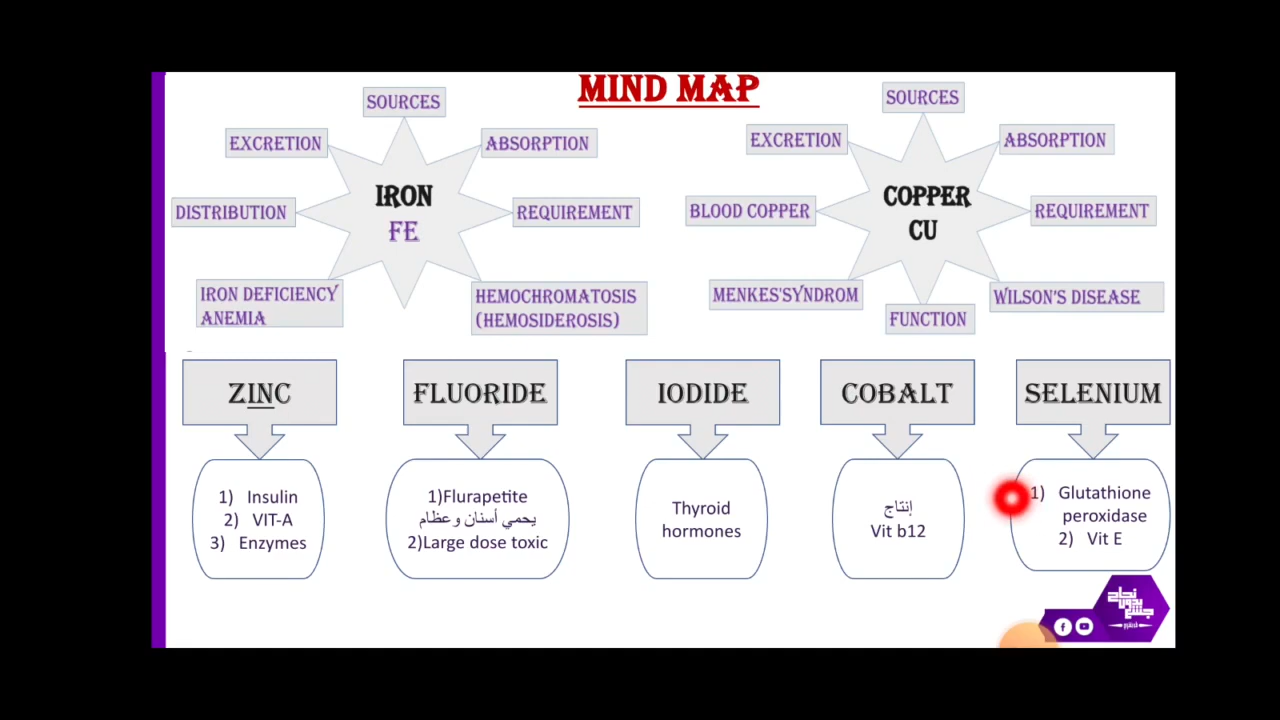 MIND MAP
SOURCES
EXCRETION
ABSORPTION
DISTRIBUTION
IRON
FE
REQUIREMENT
IRON DEFICIENCY
ANEMIA
HEMOCHROMATOSIS
(HEMOSIDEROSIS)
SOURCES
EXCRETION
ABSORPTION
BLOOD COPPER
COPPER
CU
REQUIREMENT
MENKES'SYNDROM
WILSON'S DISEASE
FUNCTION
ZINC
1) Insulin
2) VIT-A
3) Enzymes
FLUORIDE
1)Flurapetite
يحمي أسنان وعظام
2)Large dose toxic
IODIDE
Thyroid
hormones
COBALT
إنتاج
Vit b12
SELENIUM
1) Glutathione
peroxidase
2) Vit E